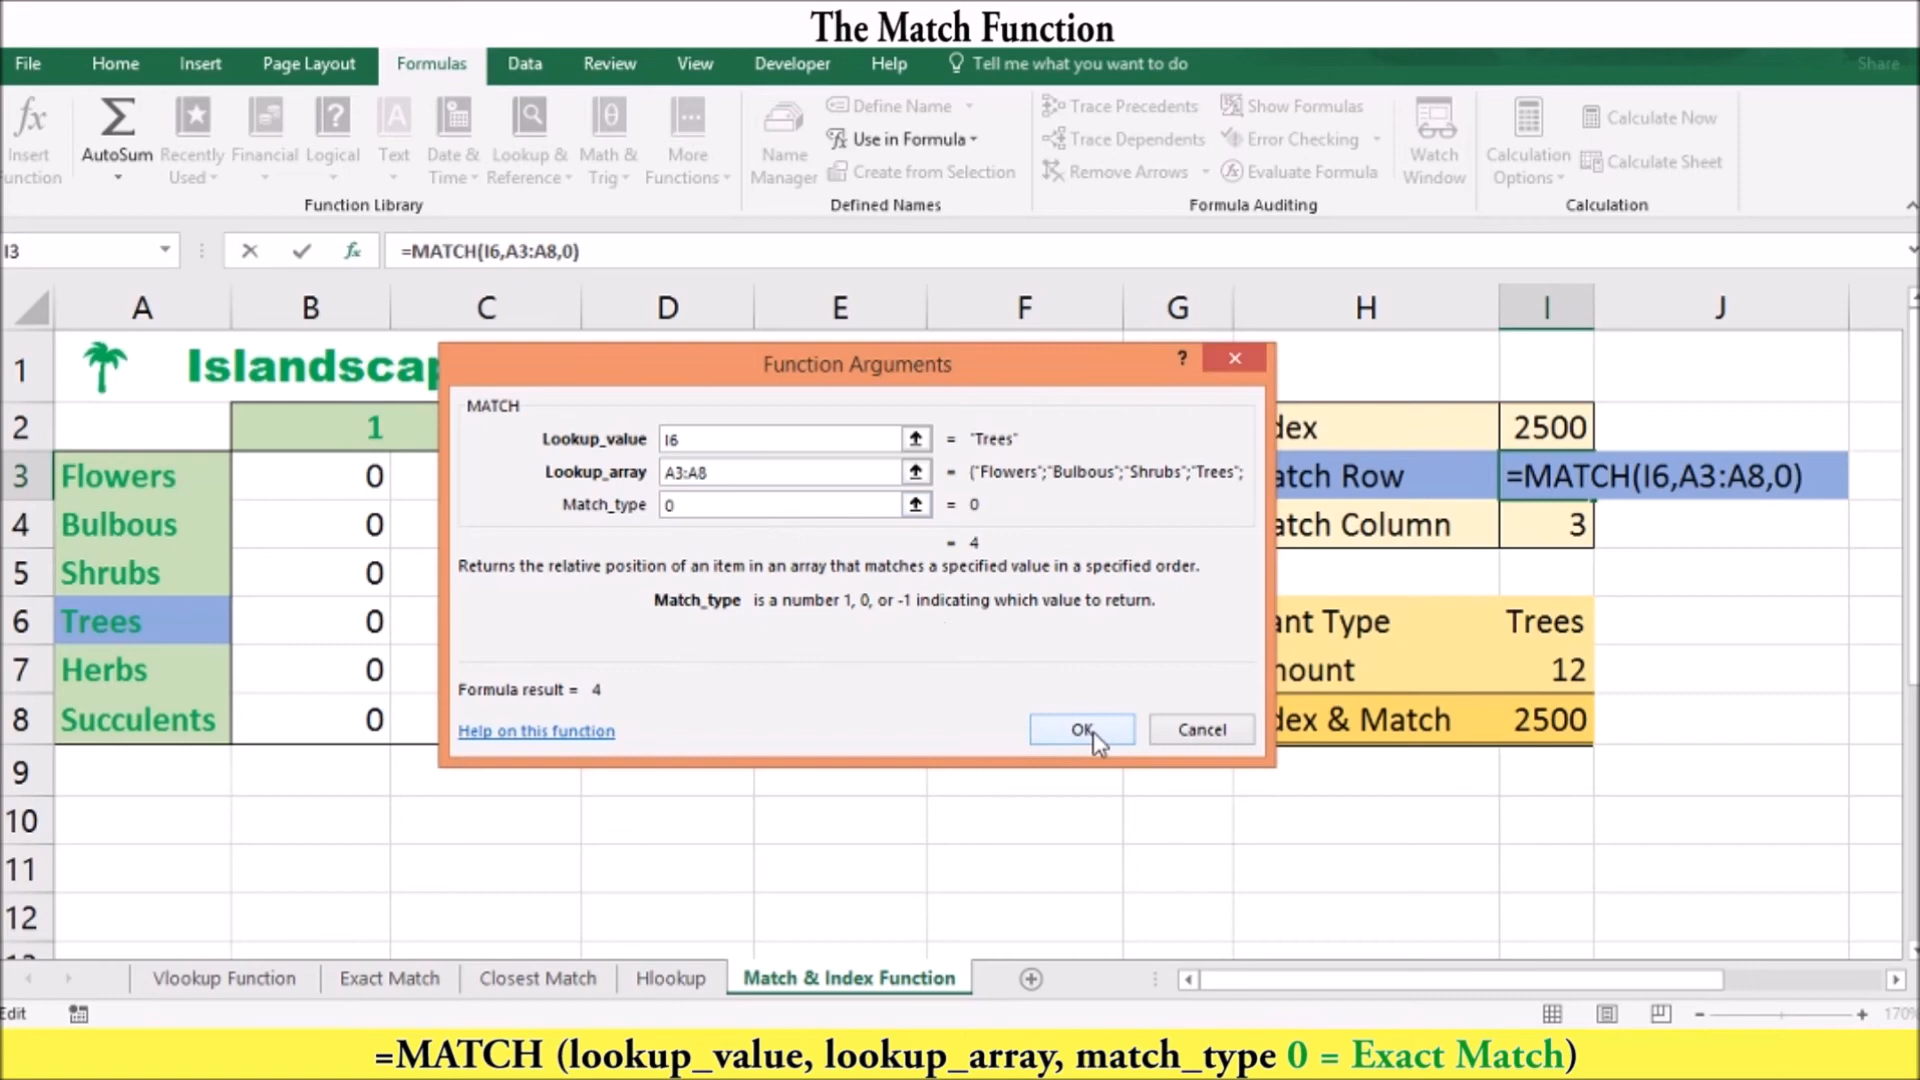 The Match Function
File Home Insert Page Layout Formulas Data Review View Developer Help Tell me what you want to do Share
fx Insert Function
Σ AutoSum
Recently Used
Financial
? Logical
A Text
Date & Time
Lookup & Reference
θ Math & Trig
More Functions
Function Library
Name Manager
Define Name
Use in Formula
Create from Selection
Defined Names
Trace Precedents
Trace Dependents
Remove Arrows
Show Formulas
Error Checking
Evaluate Formula
Formula Auditing
Watch Window
Calculation Options
Calculate Now
Calculate Sheet
Calculation
I3 fx =MATCH(I6,A3:A8,0)
A B C D E F G H I J
1 Islandscap
2 1 dex 2500
3 Flowers 0 atch Row =MATCH(I6,A3:A8,0)
4 Bulbous 0 atch Column 3
5 Shrubs 0
6 Trees 0 ant Type Trees
7 Herbs 0 nount 12
8 Succulents 0 dex & Match 2500
9
10
11
12
Function Arguments ?
MATCH
Lookup_value I6 = "Trees"
Lookup_array A3:A8 = {"Flowers";"Bulbous";"Shrubs";"Trees";
Match_type 0 = 0
= 4
Returns the relative position of an item in an array that matches a specified value in a specified order.
Match_type is a number 1, 0, or -1 indicating which value to return.
Formula result = 4
Help on this function OK Cancel
Vlookup Function Exact Match Closest Match Hlookup Match & Index Function
Edit 170%
=MATCH (lookup_value, lookup_array, match_type 0 = Exact Match)